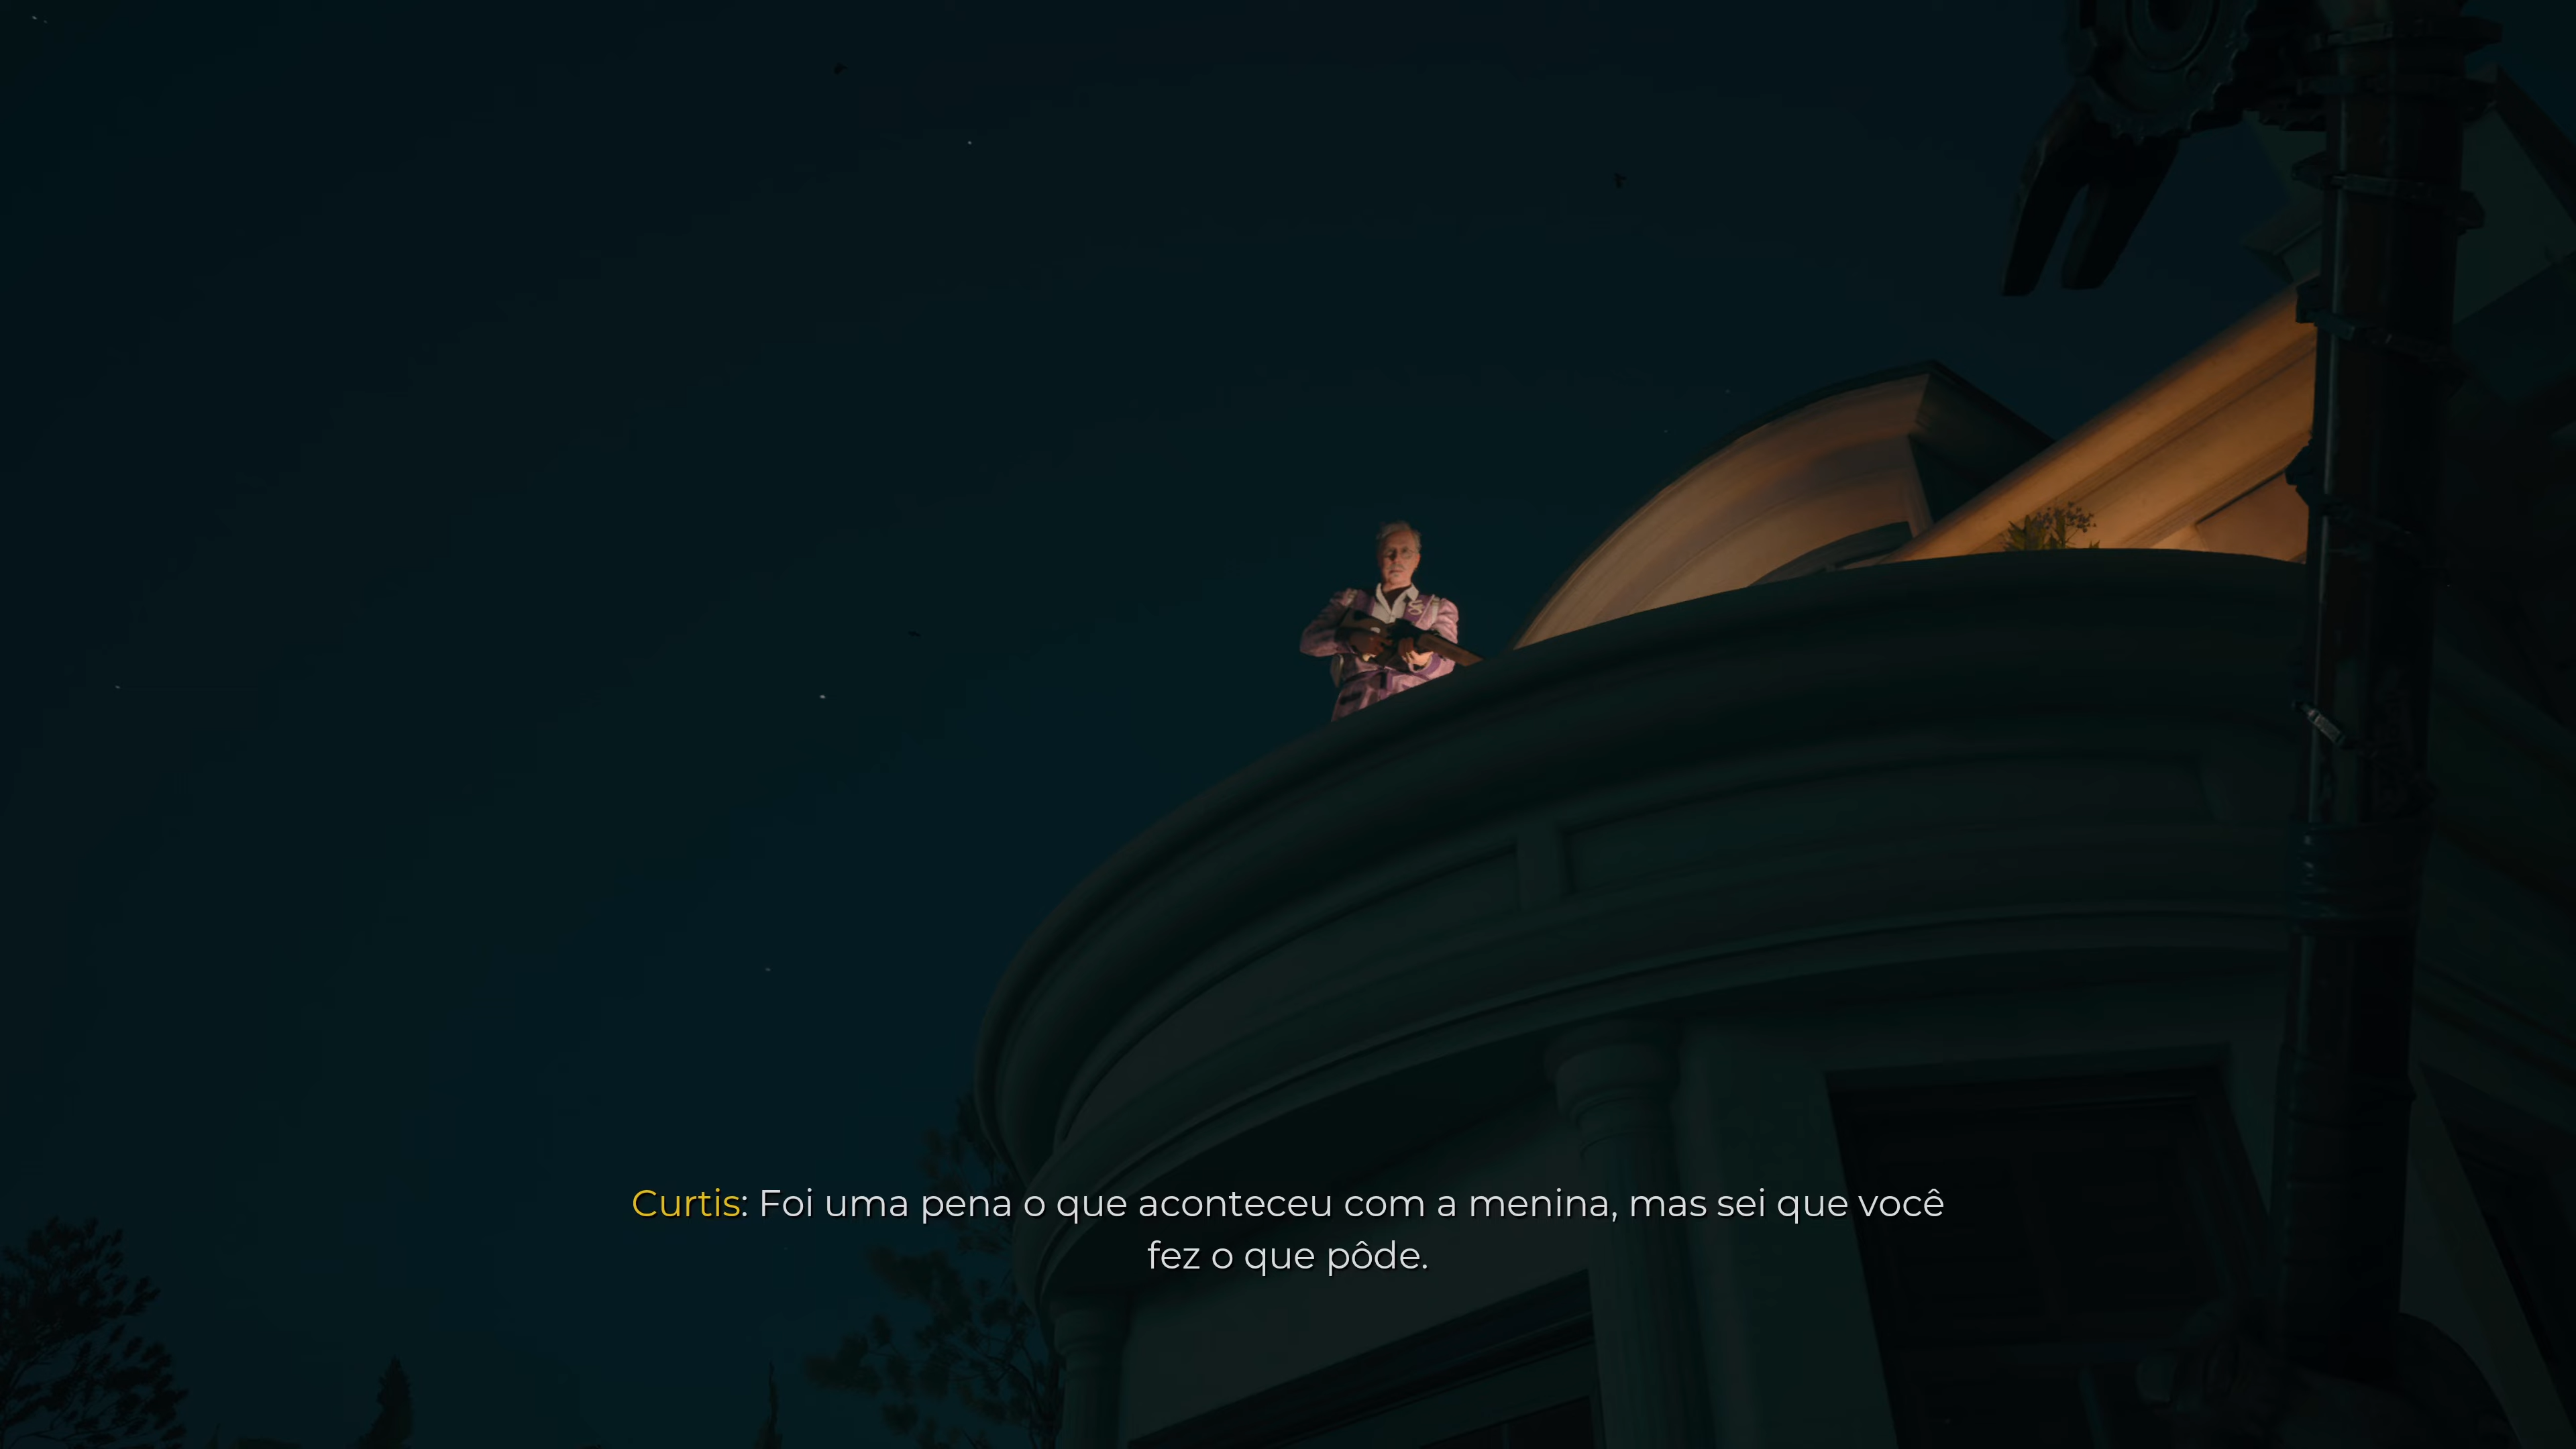 Curtis: Foi uma pena o que aconteceu com a menina, mas sei que você
fez o que pôde.